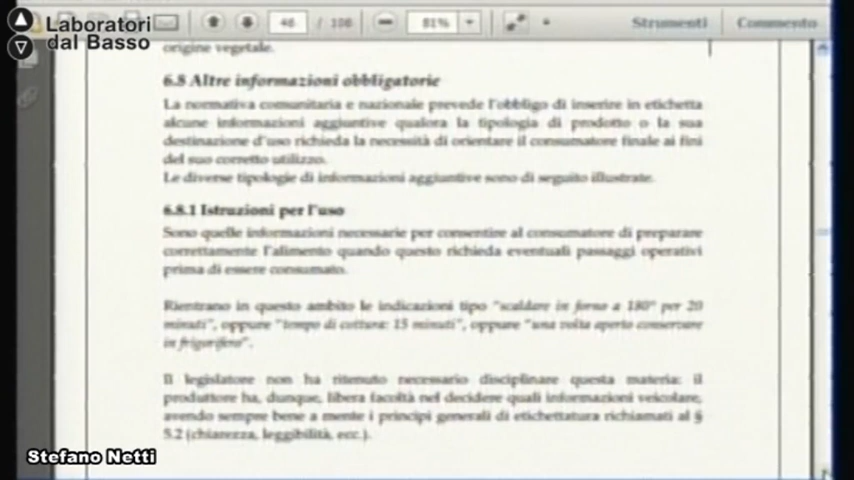 Laboratori
dal Basso
48 / 108
81%
Strumenti
Commento
origine vegetale.
6.8 Altre informazioni obbligatorie
La normativa comunitaria e nazionale prevede l'obbligo di inserire in etichetta
alcune informazioni aggiuntive qualora la tipologia di prodotto o la sua
destinazione d'uso richieda la necessità di orientare il consumatore finale ai fini
del suo corretto utilizzo.
Le diverse tipologie di informazioni aggiuntive sono di seguito illustrate.
6.8.1 Istruzioni per l'uso
Sono quelle informazioni necessarie per consentire al consumatore di preparare
correttamente l'alimento quando questo richieda eventuali passaggi operativi
prima di essere consumato.
Rientrano in questo ambito le indicazioni tipo "scaldare in forno a 180° per 20
minuti", oppure "tempo di cottura: 15 minuti", oppure "una volta aperto conservare
in frigorifero".
Il legislatore non ha ritenuto necessario disciplinare questa materia: il
produttore ha, dunque, libera facoltà nel decidere quali informazioni veicolare,
avendo sempre bene a mente i principi generali di etichettatura richiamati al §
5.2 (chiarezza, leggibilità, ecc.).
Stefano Netti